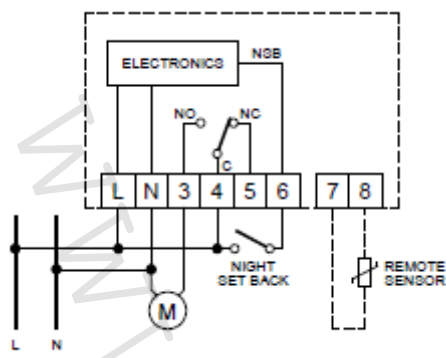 ELECTRONICS
NSB
NO
NC
C
L N 3 4 5 6 7 8
NIGHT
SET BACK
REMOTE
SENSOR
M
L N